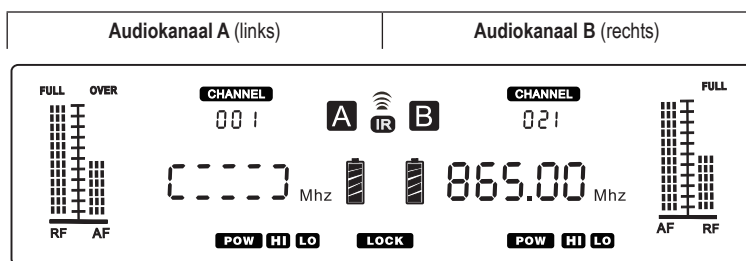 Audiokanaal A (links) Audiokanaal B (rechts)
FULL OVER CHANNEL CHANNEL FULL
001 A IR B 021
[----] Mhz 865.00 Mhz
RF AF AF RF
POW HI LO LOCK POW HI LO